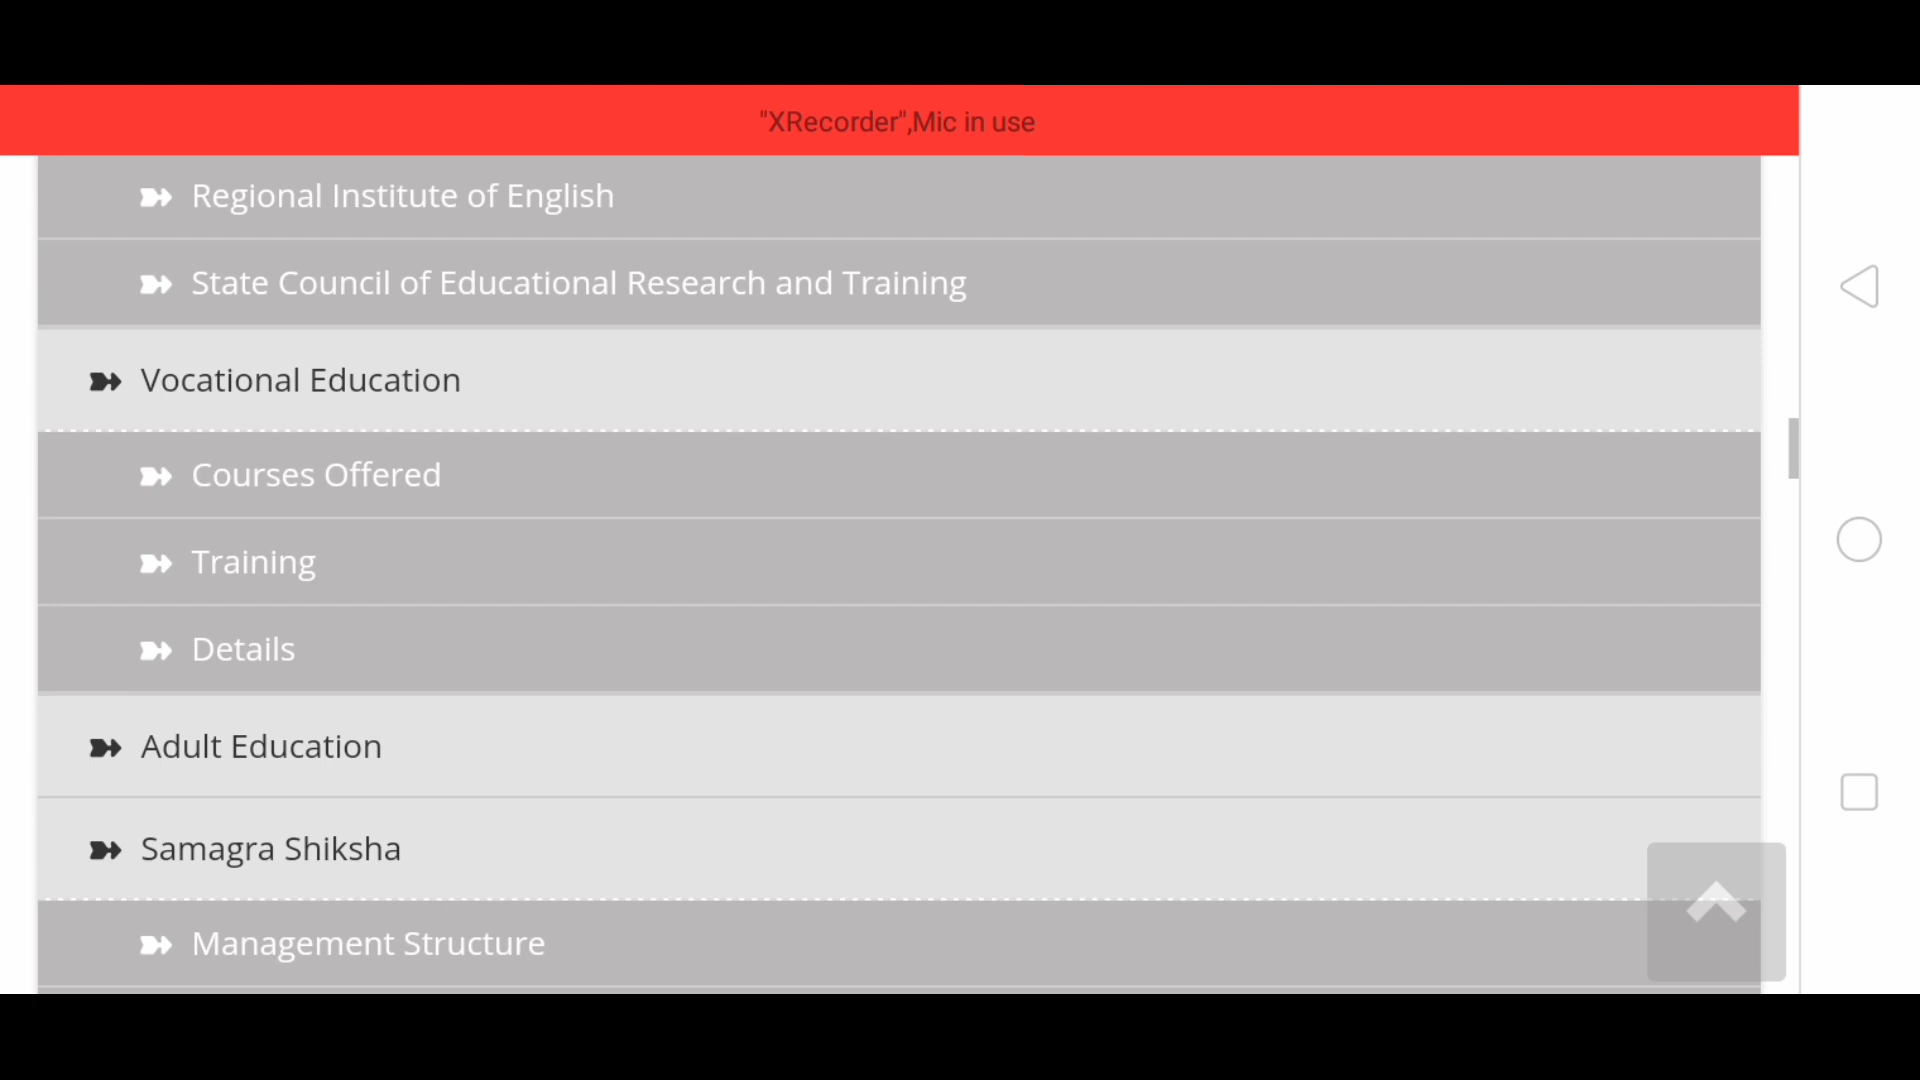 "XRecorder",Mic in use
Regional Institute of English
State Council of Educational Research and Training
Vocational Education
Courses Offered
Training
Details
Adult Education
Samagra Shiksha
Management Structure